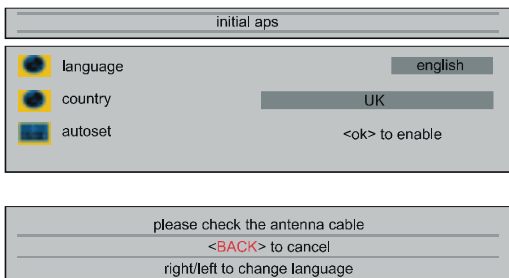 initial aps
language english
country UK
autoset <ok> to enable
please check the antenna cable
<BACK> to cancel
right/left to change language